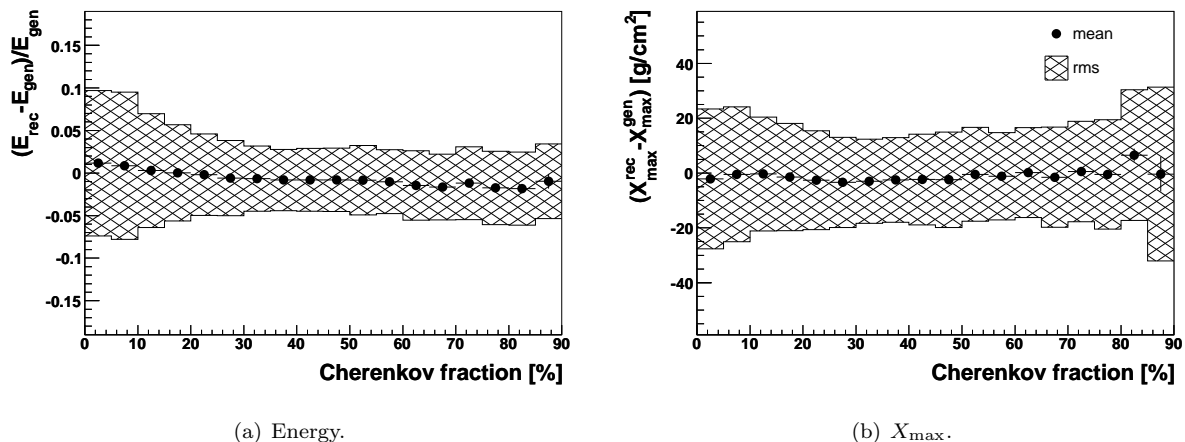 (E_rec - E_gen)/E_gen
0.15
0.1
0.05
0
-0.05
-0.1
-0.15
0 10 20 30 40 50 60 70 80 90
Cherenkov fraction [%]
(a) Energy.
(X_max^rec - X_max^gen) [g/cm²]
40
20
0
-20
-40
mean
rms
0 10 20 30 40 50 60 70 80 90
Cherenkov fraction [%]
(b) X_max.